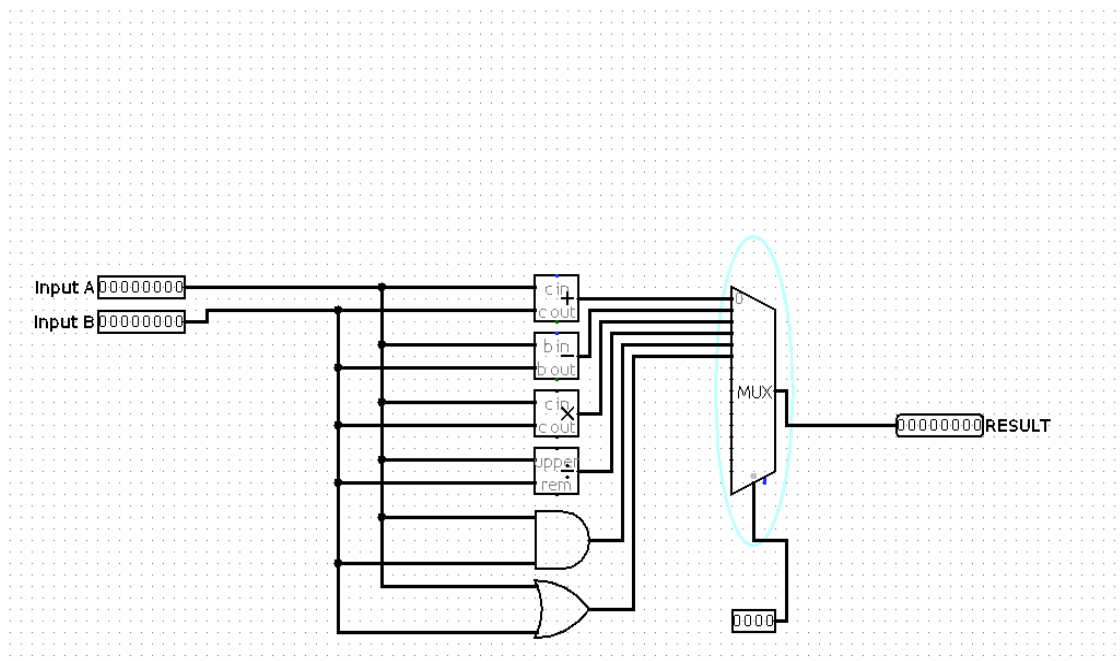 Input A 00000000
Input B 00000000
c in
+
c out
b in
−
b out
c in
×
c out
upper
÷
rem
0
MUX
00000000 RESULT
0000